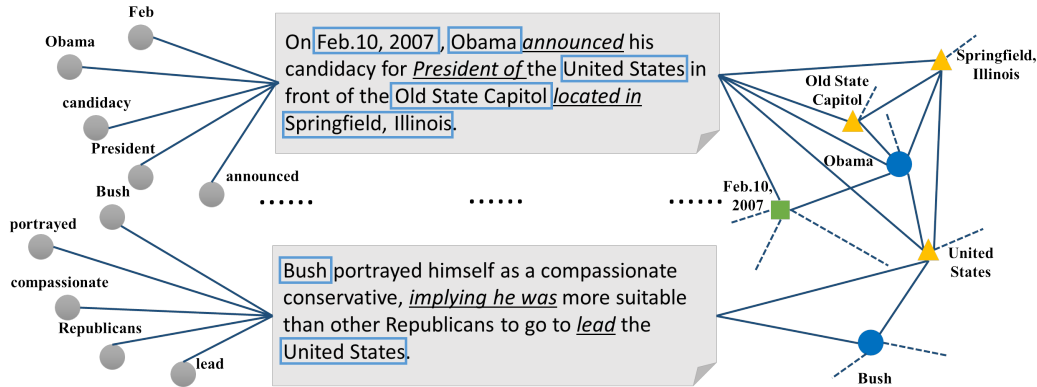 Feb
Obama
candidacy
President
announced
Bush
portrayed
compassionate
Republicans
lead
On Feb.10, 2007 , Obama announced his
candidacy for President of the United States in
front of the Old State Capitol located in
Springfield, Illinois.
...... ...... ......
Bush portrayed himself as a compassionate
conservative, implying he was more suitable
than other Republicans to go to lead the
United States.
Springfield,
Illinois
Old State
Capitol
Obama
Feb.10,
2007
United
States
Bush